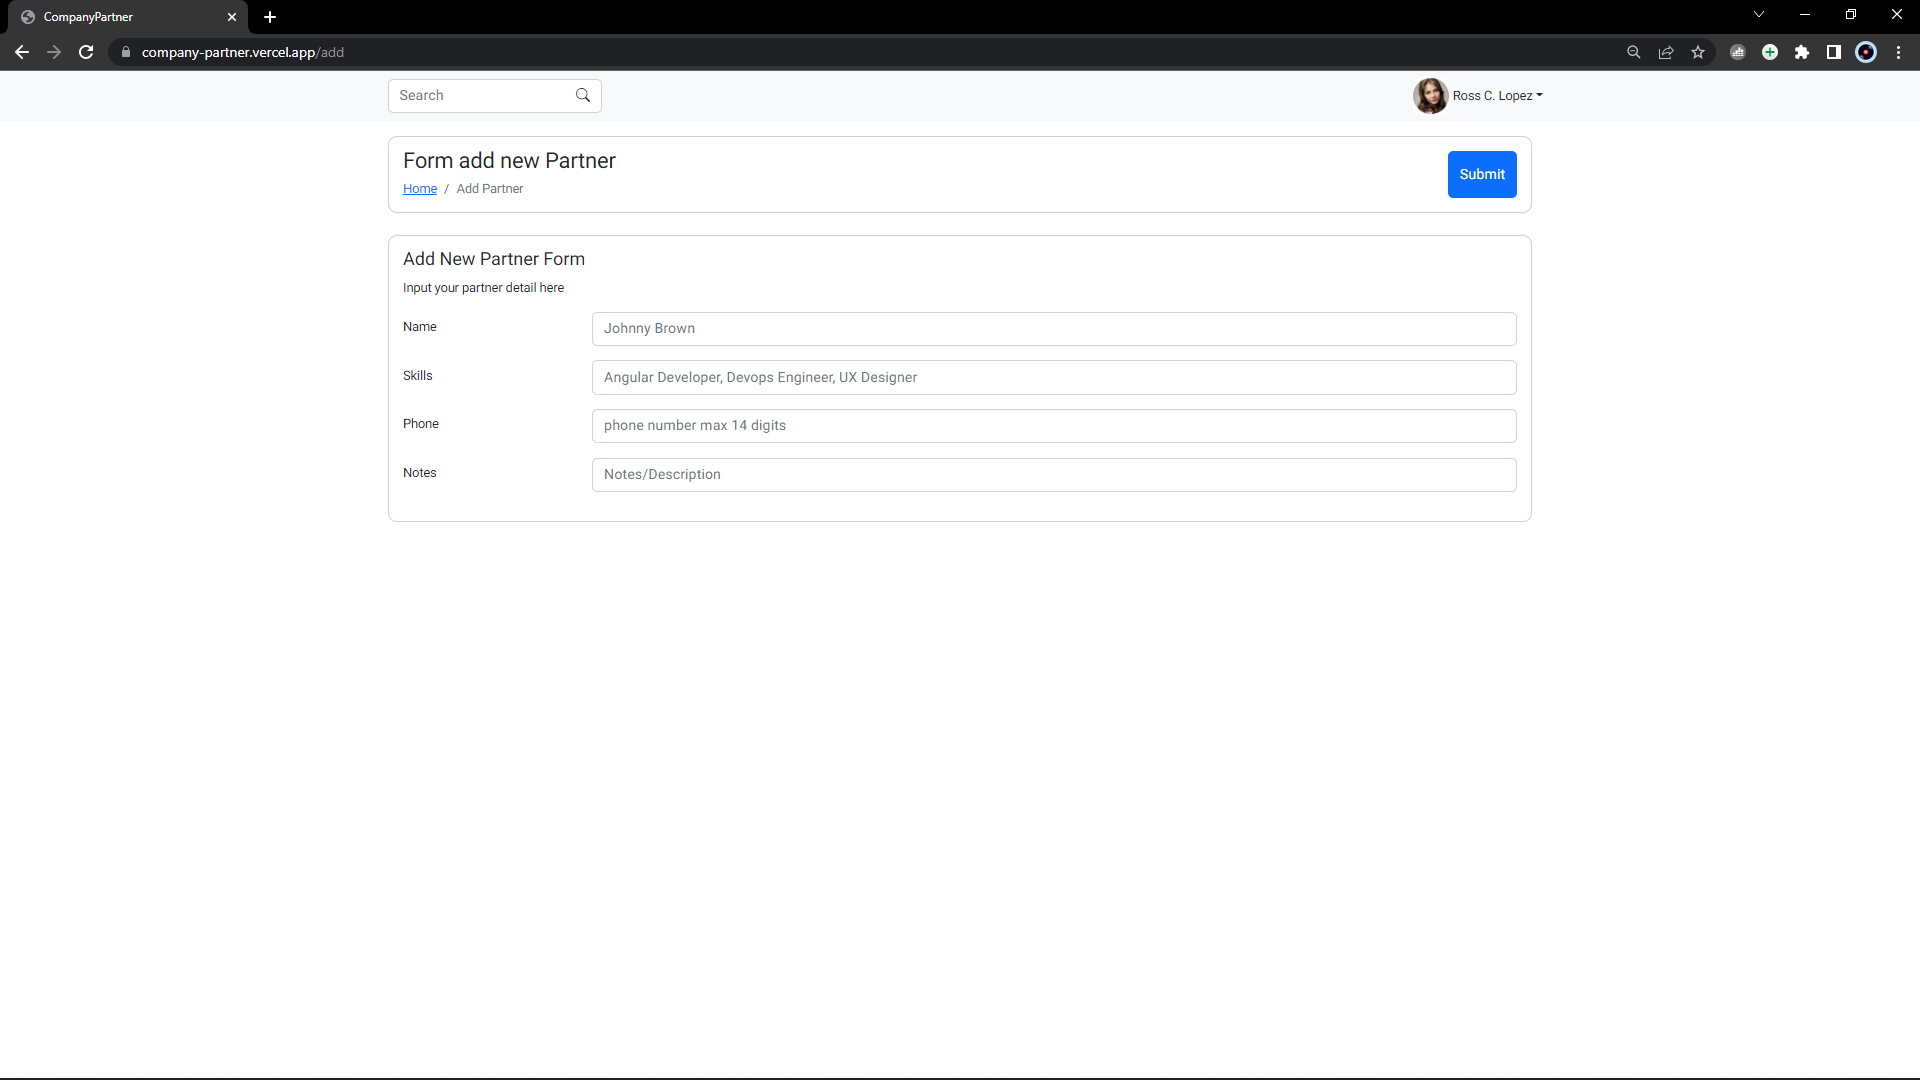 CompanyPartner
company-partner.vercel.app/add
Search
Ross C. Lopez
Form add new Partner
Home / Add Partner
Submit
Add New Partner Form
Input your partner detail here
Name
Johnny Brown
Skills
Angular Developer, Devops Engineer, UX Designer
Phone
phone number max 14 digits
Notes
Notes/Description